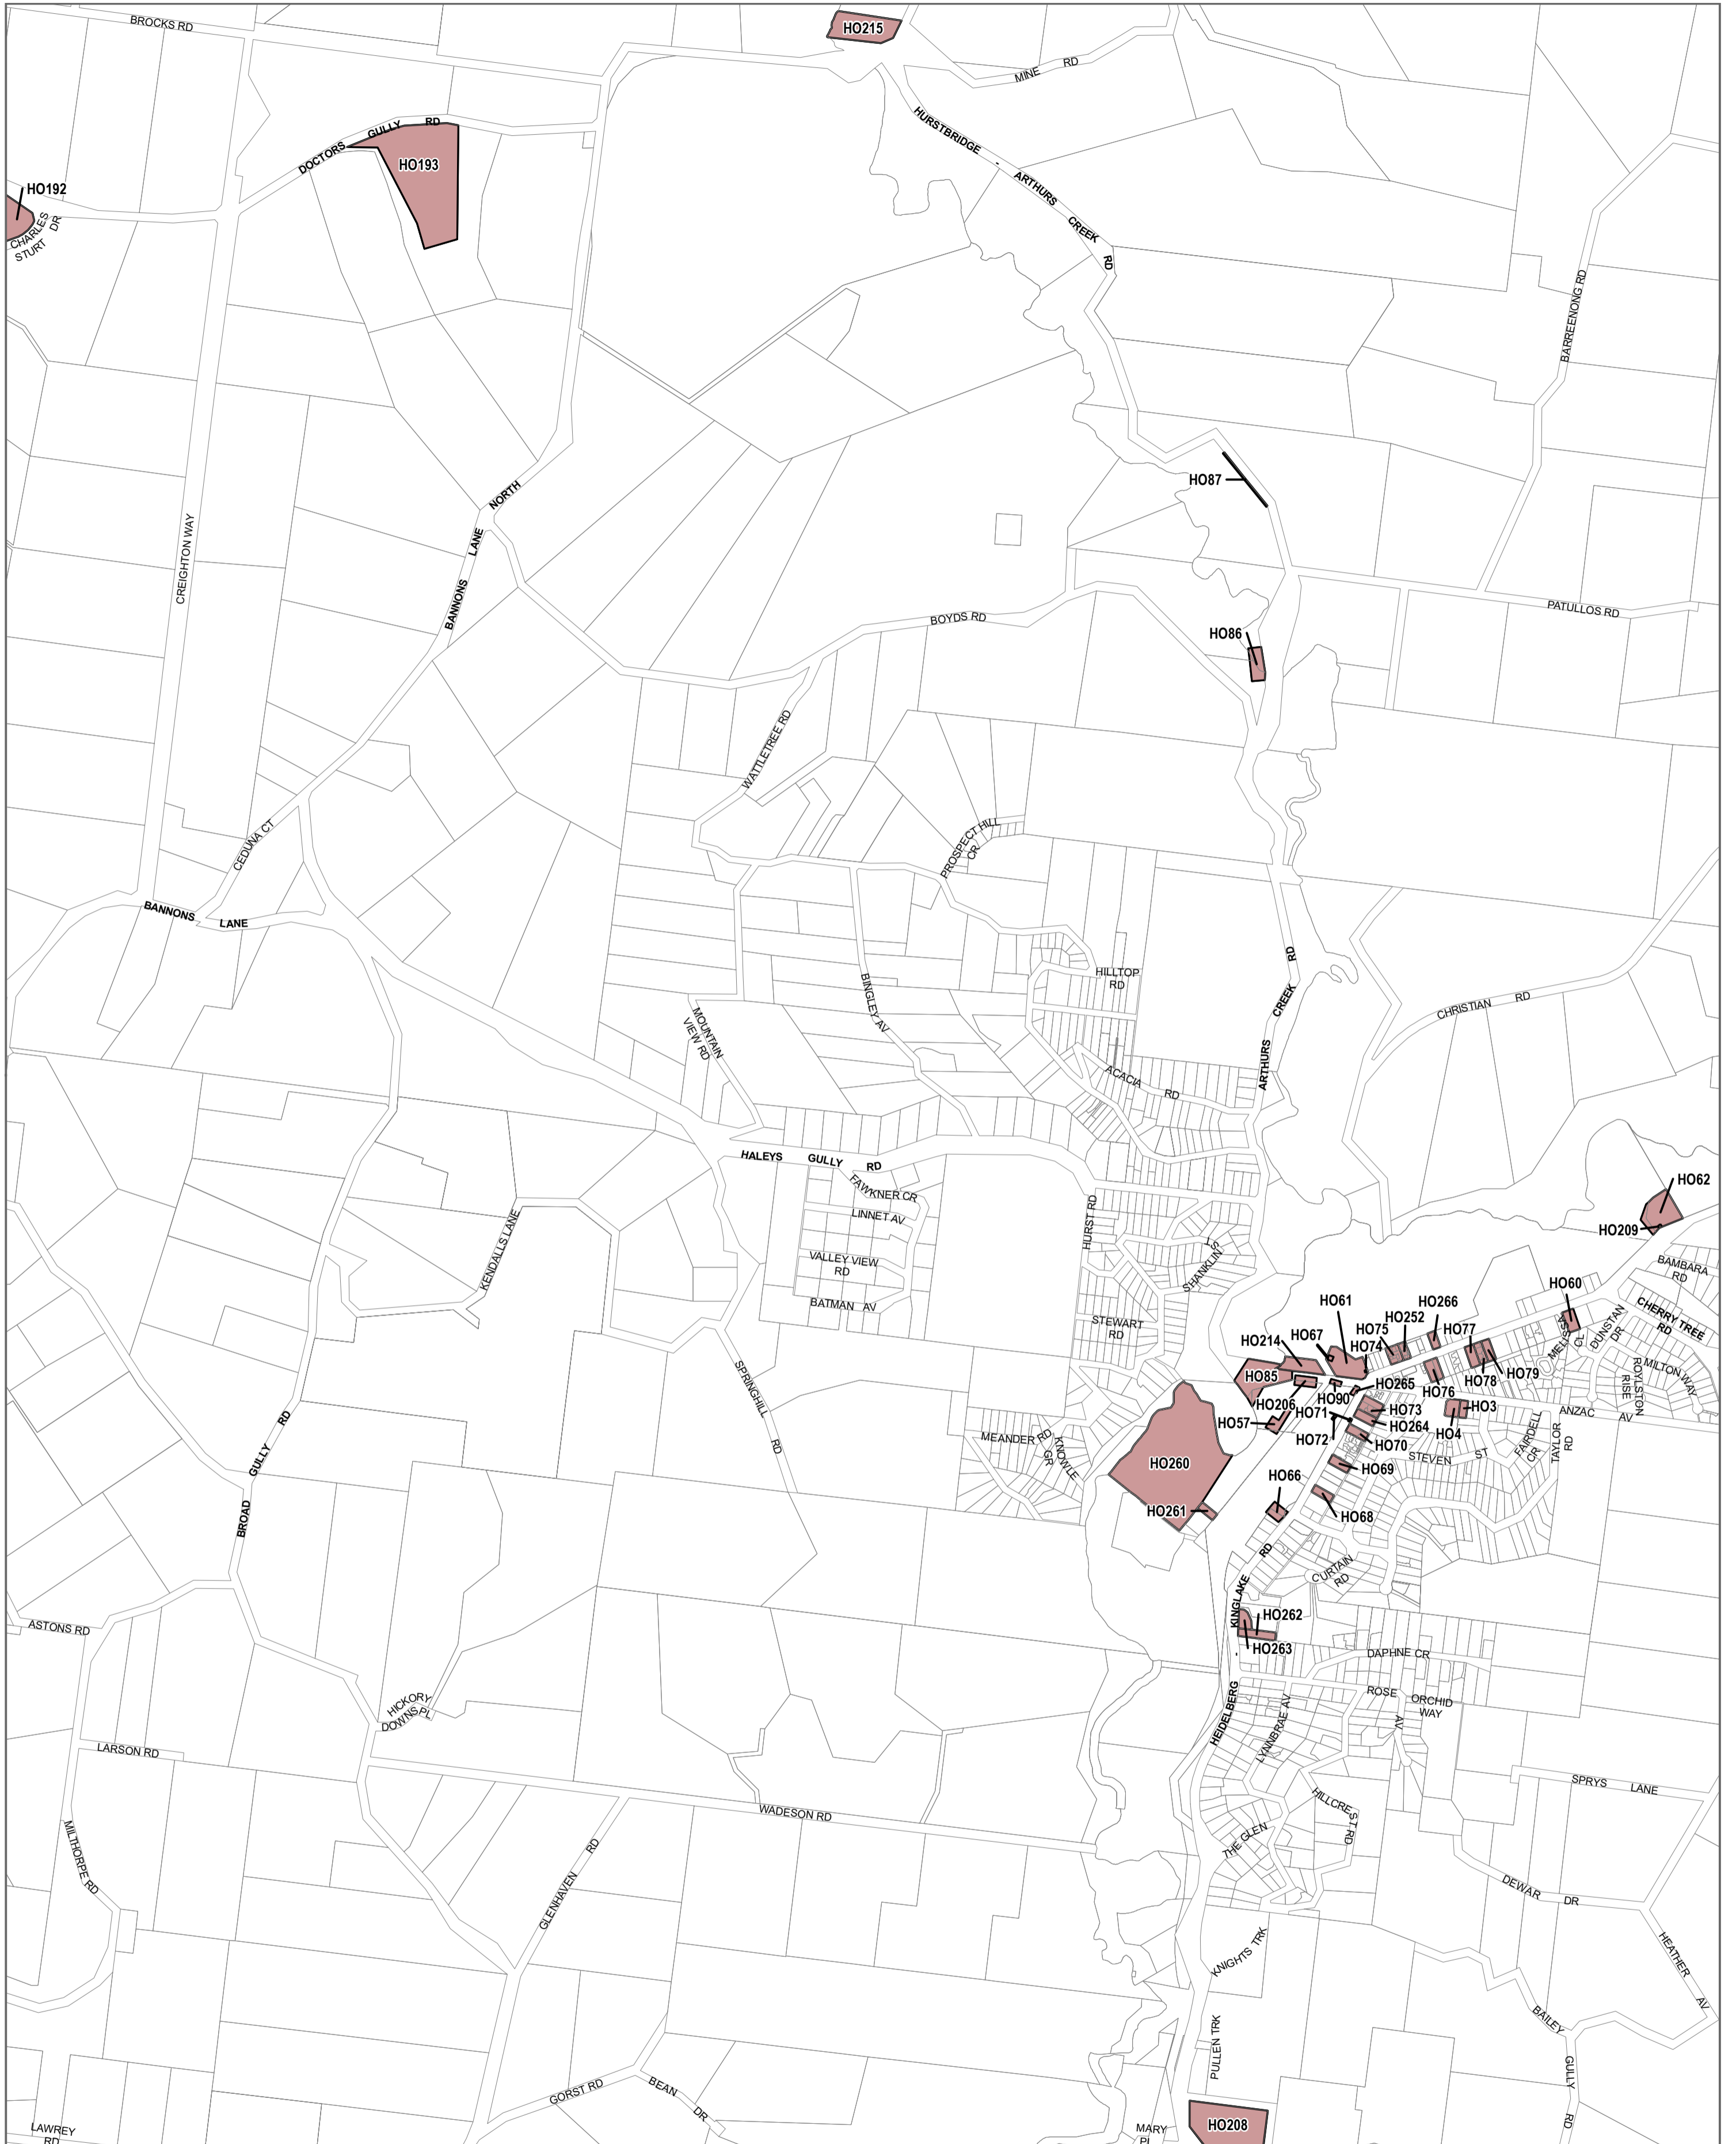 BROCKS RD
HO215
MINE RD
GULLY RD
DOCTORS
HO193
HURSTBRIDGE - ARTHURS CREEK RD
HO192
CHARLES
STURT DR
BARREENONG RD
HO87
BANNONS LANE NORTH
CREIGHTON WAY
PATULLOS RD
BOYDS RD
HO86
WATTLETREE RD
CEDUNA CT
PROSPECT HILL
CR
BANNONS LANE
HILLTOP
RD
BINGLEY AV
MOUNTAIN
VIEW RD
ARTHURS CREEK RD
CHRISTIAN RD
ACACIA RD
HALEYS GULLY RD
FAWKNER CR
LINNET AV
HURST RD
HO62
HO209
KENDALLS LANE
VALLEY VIEW
RD
BATMAN AV
SHANKLIN
ST
BAMBARA
RD
STEWART
RD
HO60
HO61
HO266
HO252
HO75
HO77
HO74
HO67
HO214
CHERRY TREE
RD
DUNSTAN
DR
MELISSA
CL
MILTON WAY
ROYLSTON
RISE
HO85
HO79
HO78
HO76
HO265
HO90
HO206
HO71
HO73
HO3
HO57
HO72
HO264
HO4
HO70
ANZAC AV
FAIRDELL
CR
TAYLOR
RD
STEVEN ST
SPRINGHILL RD
MEANDER RD
KNOWLE
GR
BROAD GULLY RD
HO260
HO69
HO66
HO261
HO68
CURTAIN
RD
HEIDELBERG - KINGLAKE RD
HO262
HO263
ASTONS RD
DAPHNE CR
ROSE AV
ORCHID
WAY
LYNNBRAE AV
HICKORY
DOWNS PL
LARSON RD
SPRYS LANE
WADESON RD
HILLCREST RD
THE GLEN
MILTHORPE RD
GLENHAVEN RD
DEWAR DR
KNIGHTS TRK
HEATHER AV
BAILEY GULLY RD
PULLEN TRK
GORST RD
BEAN DR
HO208
MARY
PL
LAWREY
RD